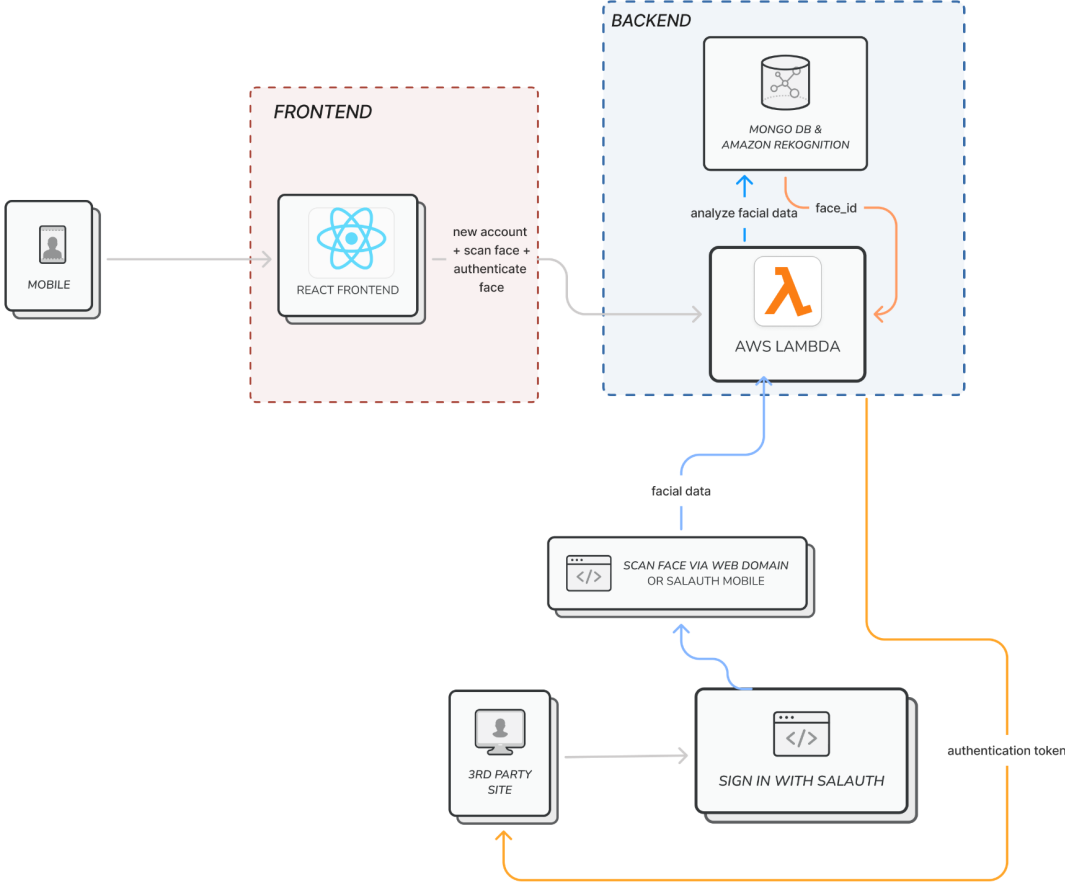 BACKEND
MONGO DB &
AMAZON REKOGNITION
FRONTEND
analyze facial data
face_id
new account
+ scan face +
authenticate
face
MOBILE
REACT FRONTEND
AWS LAMBDA
facial data
SCAN FACE VIA WEB DOMAIN
OR SALAUTH MOBILE
3RD PARTY
SITE
SIGN IN WITH SALAUTH
authentication token